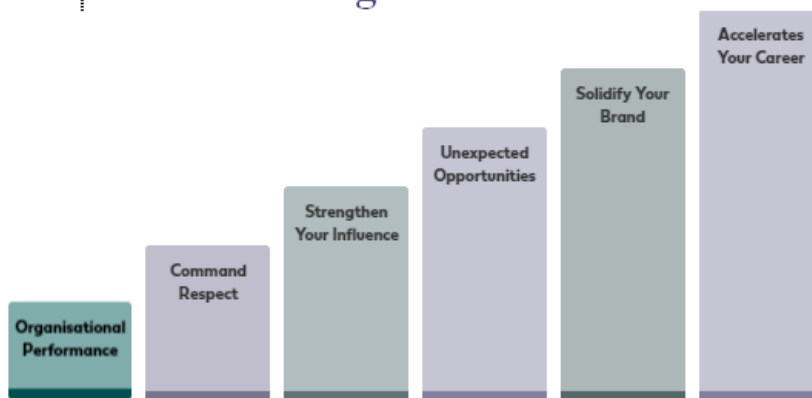 Organisational
Performance
Command
Respect
Strengthen
Your Influence
Unexpected
Opportunities
Solidify Your
Brand
Accelerates
Your Career